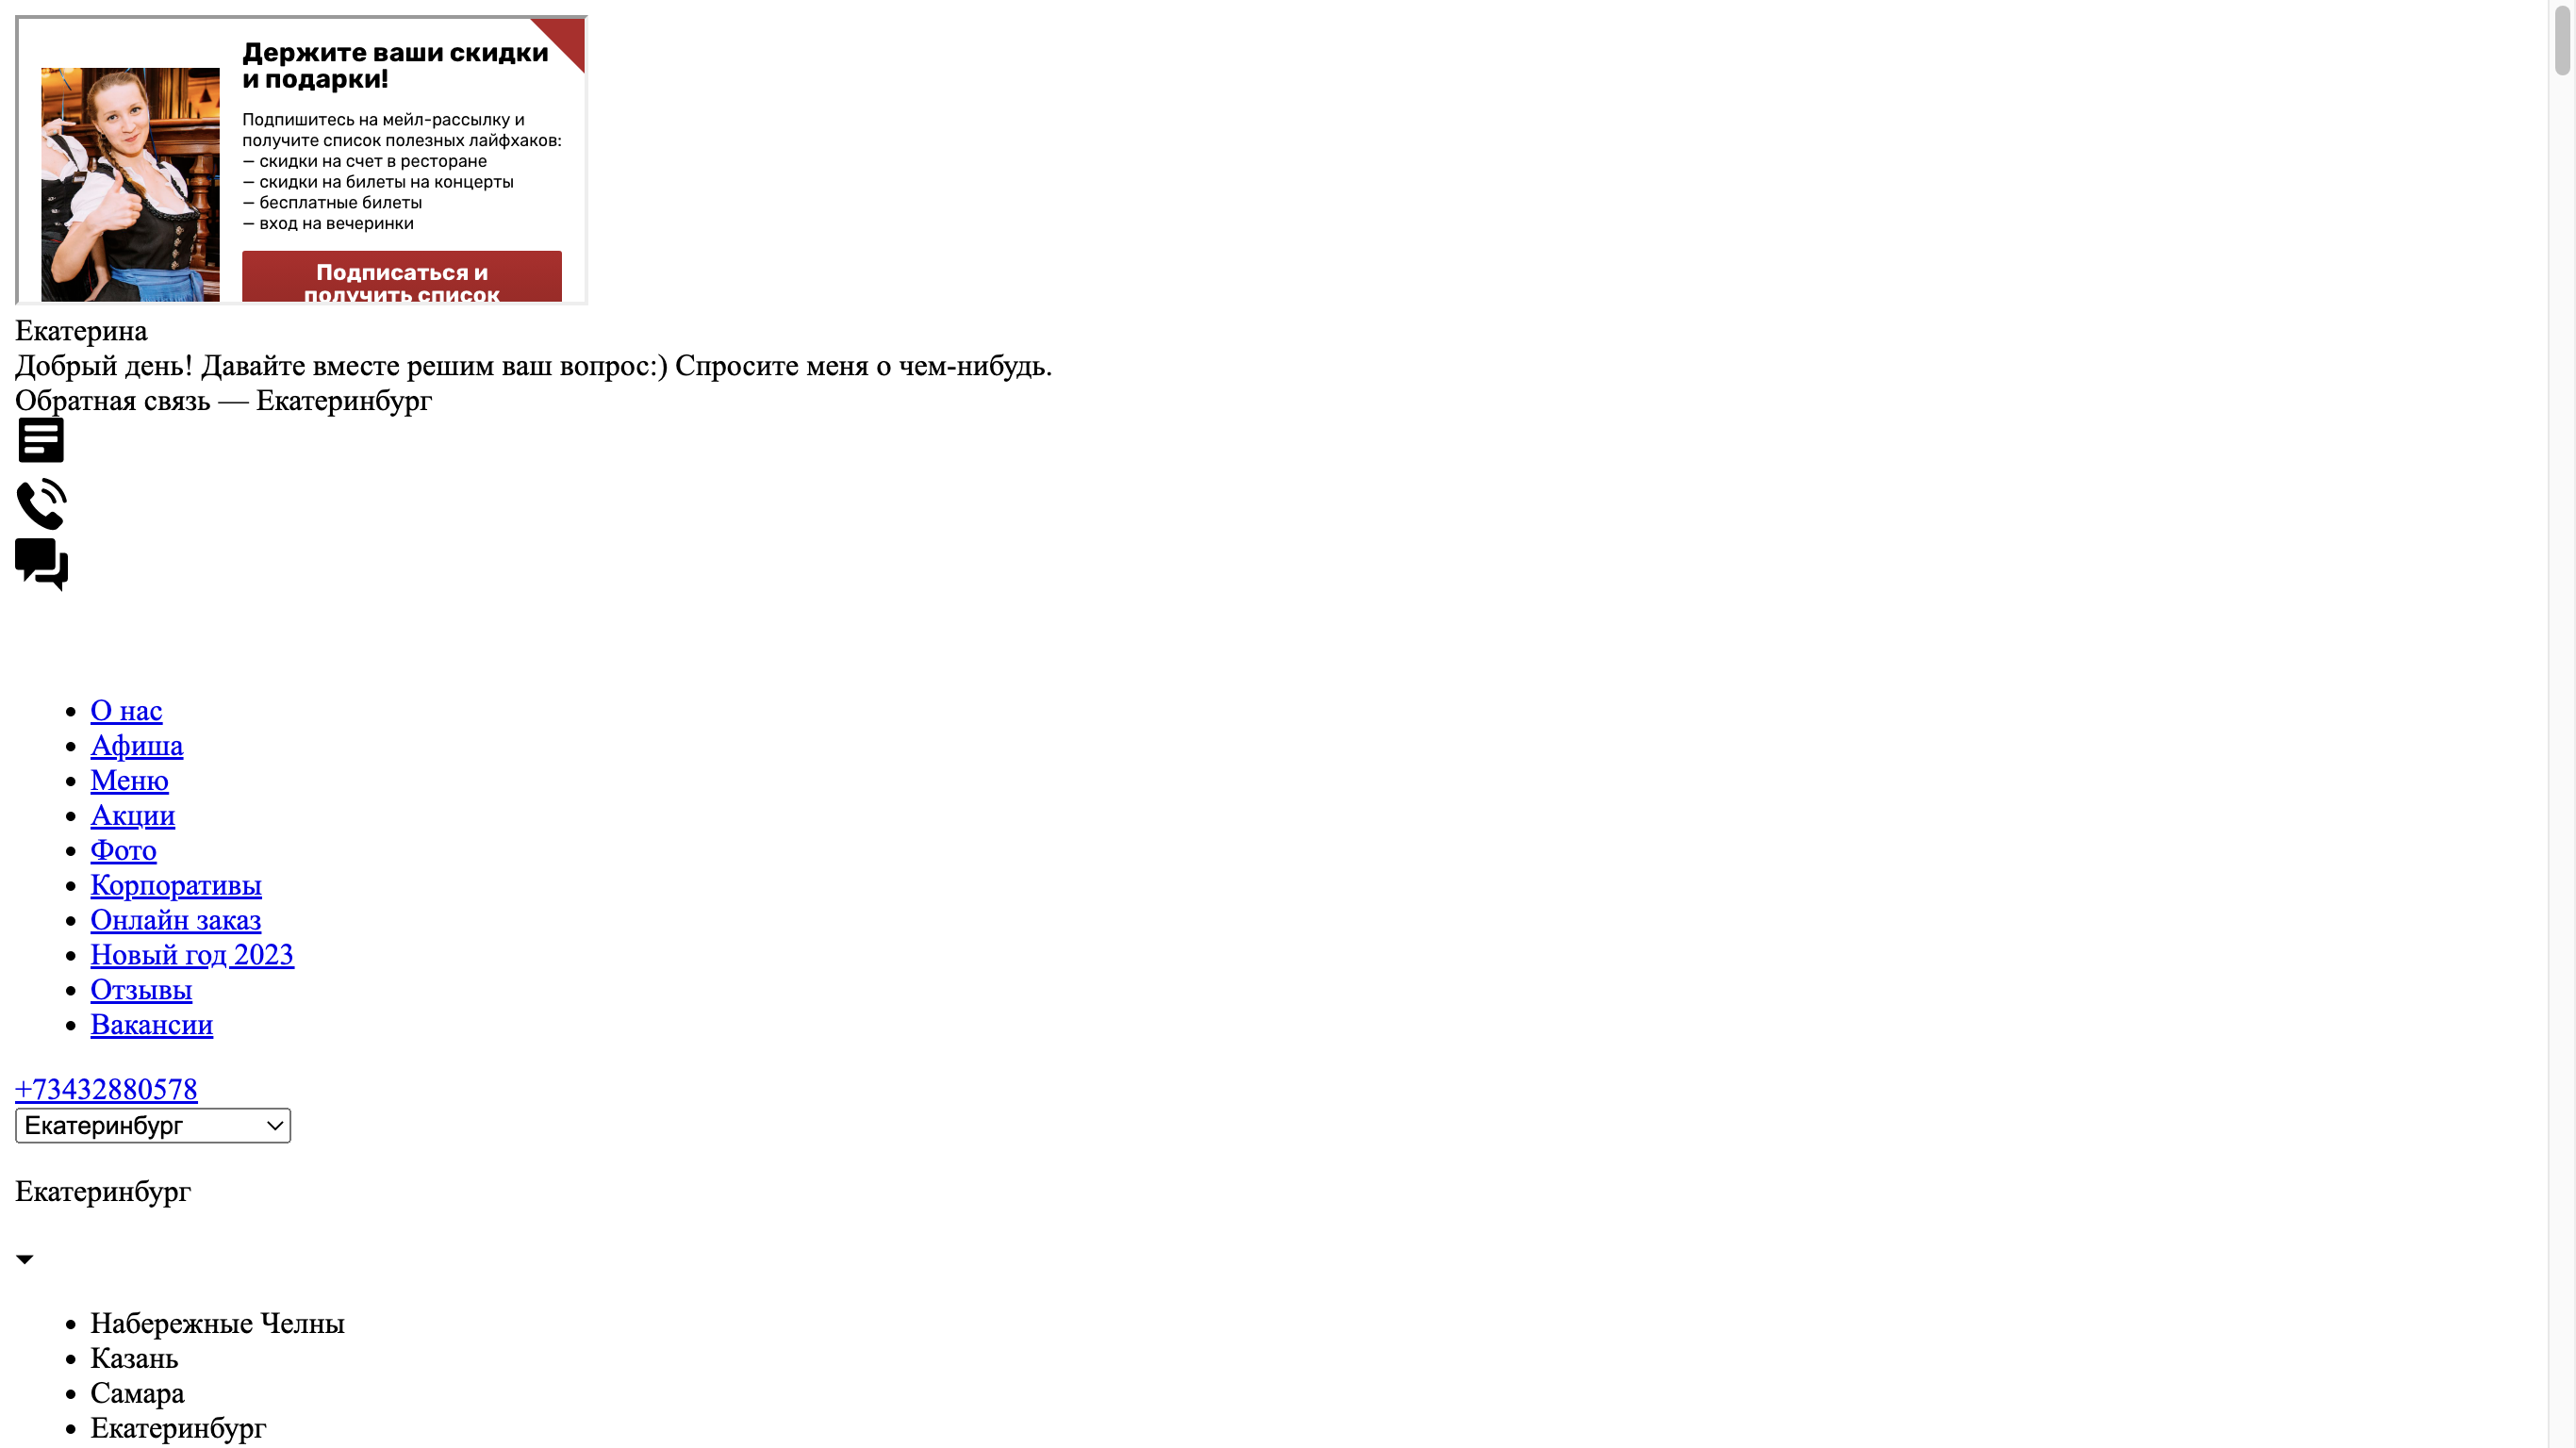 Держите ваши скидки
и подарки!
Подпишитесь на мейл-рассылку и
получите список полезных лайфхаков:
— скидки на счет в ресторане
— скидки на билеты на концерты
— бесплатные билеты
— вход на вечеринки
Подписаться и
получить список
Екатерина
Добрый день! Давайте вместе решим ваш вопрос:) Спросите меня о чем-нибудь.
Обратная связь — Екатеринбург
О нас
Афиша
Меню
Акции
Фото
Корпоративы
Онлайн заказ
Новый год 2023
Отзывы
Вакансии
+73432880578
Екатеринбург
Екатеринбург
Набережные Челны
Казань
Самара
Екатеринбург